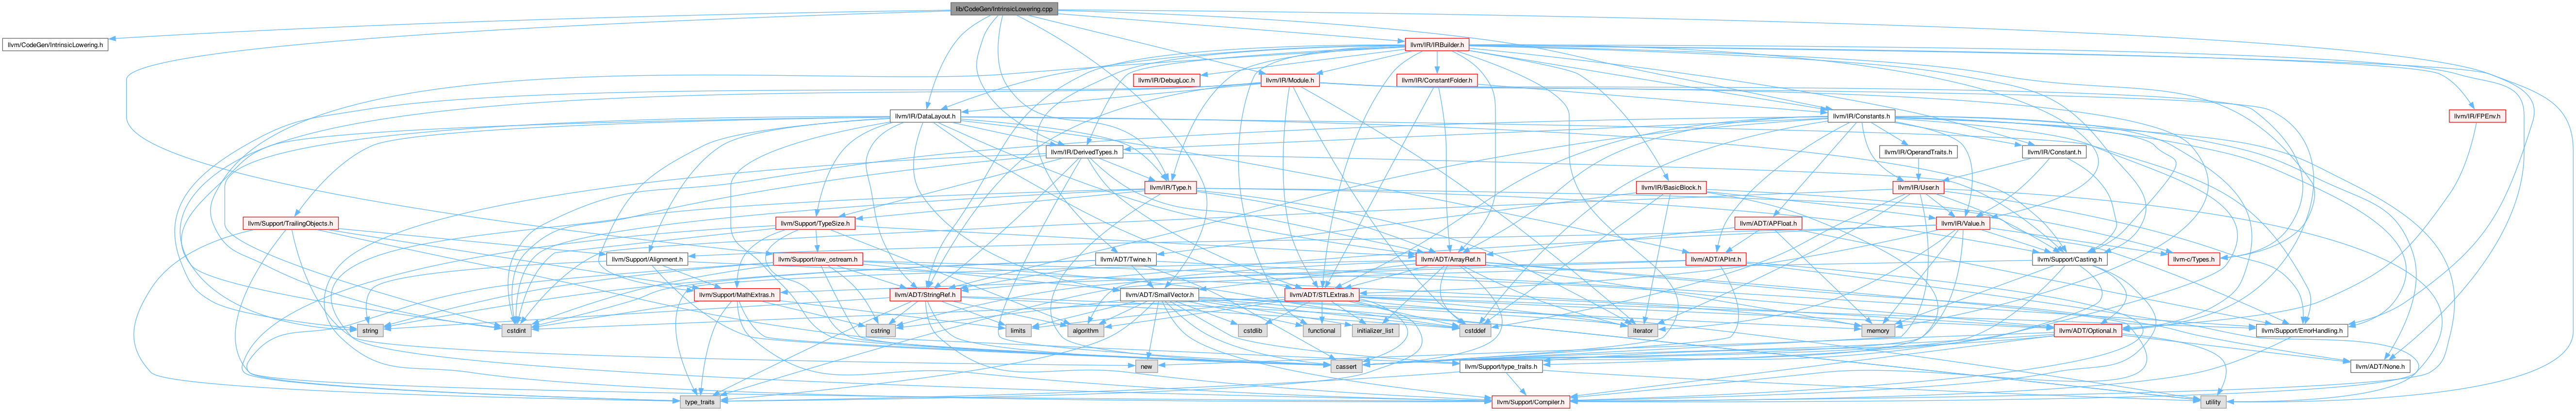 lib/CodeGen/IntrinsicLowering.cpp
llvm/CodeGen/IntrinsicLowering.h
llvm/IR/IRBuilder.h
llvm/IR/DebugLoc.h
llvm/IR/Module.h
llvm/IR/ConstantFolder.h
llvm/IR/DataLayout.h
llvm/IR/Constants.h
llvm/IR/FPEnv.h
llvm/IR/DerivedTypes.h
llvm/IR/OperandTraits.h
llvm/IR/Constant.h
llvm/IR/Type.h
llvm/IR/BasicBlock.h
llvm/IR/User.h
llvm/Support/TrailingObjects.h
llvm/Support/TypeSize.h
llvm/ADT/APFloat.h
llvm/IR/Value.h
llvm/Support/Alignment.h
llvm/Support/raw_ostream.h
llvm/ADT/Twine.h
llvm/ADT/ArrayRef.h
llvm/ADT/APInt.h
llvm/Support/Casting.h
llvm-c/Types.h
llvm/Support/MathExtras.h
llvm/ADT/StringRef.h
llvm/ADT/SmallVector.h
llvm/ADT/STLExtras.h
string
cstdint
cstring
limits
algorithm
cstdlib
functional
initializer_list
cstddef
iterator
memory
llvm/ADT/Optional.h
llvm/Support/ErrorHandling.h
new
cassert
llvm/Support/type_traits.h
llvm/ADT/None.h
type_traits
llvm/Support/Compiler.h
utility